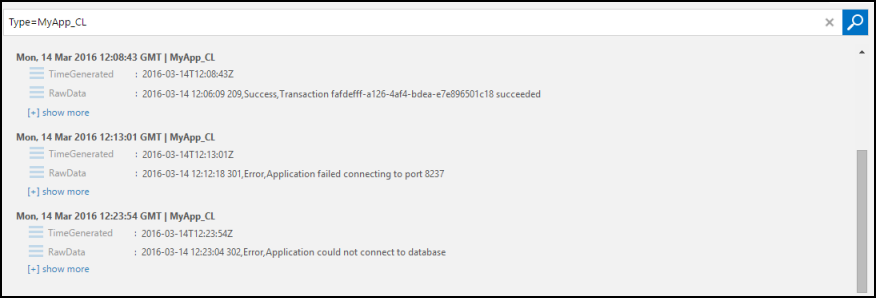 Type=MyApp_CL
Mon, 14 Mar 2016 12:08:43 GMT | MyApp_CL
TimeGenerated : 2016-03-14T12:08:43Z
RawData : 2016-03-14 12:06:09 209,Success,Transaction fafdefff-a126-4af4-bdea-e7e896501c18 succeeded
[+] show more
Mon, 14 Mar 2016 12:13:01 GMT | MyApp_CL
TimeGenerated : 2016-03-14T12:13:01Z
RawData : 2016-03-14 12:12:18 301,Error,Application failed connecting to port 8237
[+] show more
Mon, 14 Mar 2016 12:23:54 GMT | MyApp_CL
TimeGenerated : 2016-03-14T12:23:54Z
RawData : 2016-03-14 12:23:04 302,Error,Application could not connect to database
[+] show more